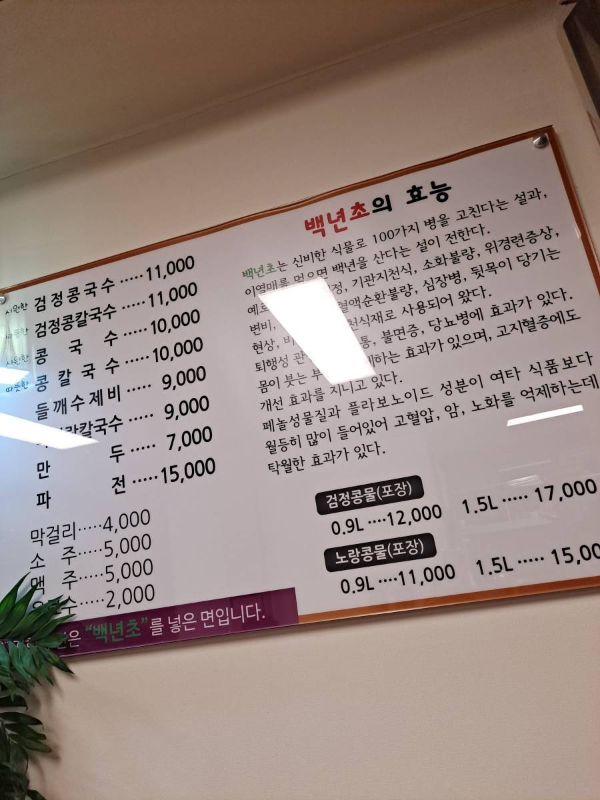 시원한 검정콩국수 ····· 11,000
검정콩칼국수 ····· 11,000
콩 국 수 ····· 10,000
따뜻한 콩 칼 국 수 ····· 10,000
들깨수제비 ····· 9,000
칼국수 ····· 9,000
만 두 ····· 7,000
파 전 ····· 15,000
막걸리 ····· 4,000
소 주 ····· 5,000
맥 주 ····· 5,000
수 ····· 2,000
은 "백년초"를 넣은 면입니다.
백년초의 효능
백년초는 신비한 식물로 100가지 병을 고친다는 설과,
이열매를 먹으면 백년을 산다는 설이 전한다.
기관지천식, 소화불량, 위경련증상,
변비, 혈액순환불량, 심장병, 뒷목이 당기는
현상, 사용되어 왔다.
퇴행성 불면증, 당뇨병에 효과가 있다.
몸이 붓는 효과가 있으며, 고지혈증에도
개선 효과를 지니고 있다.
페놀성물질과 플라보노이드 성분이 여타 식품보다
월등히 많이 들어있어 고혈압, 암, 노화를 억제하는데
탁월한 효과가 있다.
검정콩물(포장)
0.9L ···· 12,000 1.5L ····· 17,000
노랑콩물(포장)
0.9L ···· 11,000 1.5L ····· 15,00